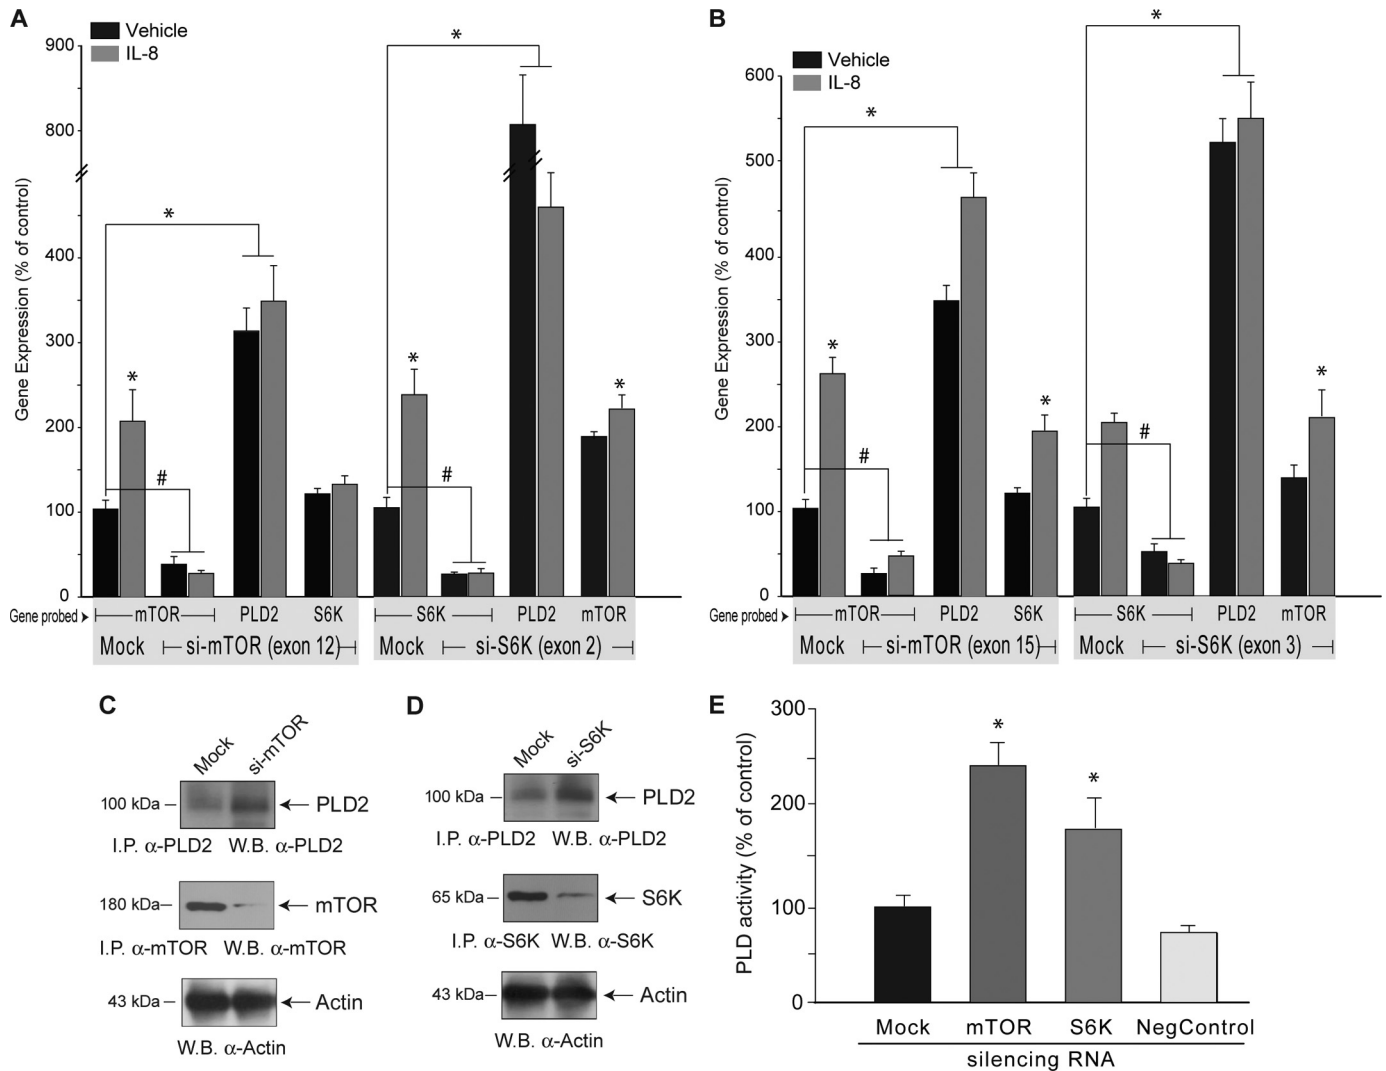 A
Vehicle
IL-8
*
*
*
#
*
#
*
Gene Expression (% of control)
900
800
400
300
200
100
0
Gene probed
mTOR PLD2 S6K S6K PLD2 mTOR
Mock si-mTOR (exon 12) Mock si-S6K (exon 2)
B
Vehicle
IL-8
*
*
*
#
*
#
*
Gene Expression (% of control)
600
500
400
300
200
100
0
Gene probed
mTOR PLD2 S6K S6K PLD2 mTOR
Mock si-mTOR (exon 15) Mock si-S6K (exon 3)
C
Mock si-mTOR
100 kDa PLD2
I.P. α-PLD2 W.B. α-PLD2
180 kDa mTOR
I.P. α-mTOR W.B. α-mTOR
43 kDa Actin
W.B. α-Actin
D
Mock si-S6K
100 kDa PLD2
I.P. α-PLD2 W.B. α-PLD2
65 kDa S6K
I.P. α-S6K W.B. α-S6K
43 kDa Actin
W.B. α-Actin
E
PLD activity (% of control)
300
200
100
0
*
*
Mock mTOR S6K NegControl
silencing RNA